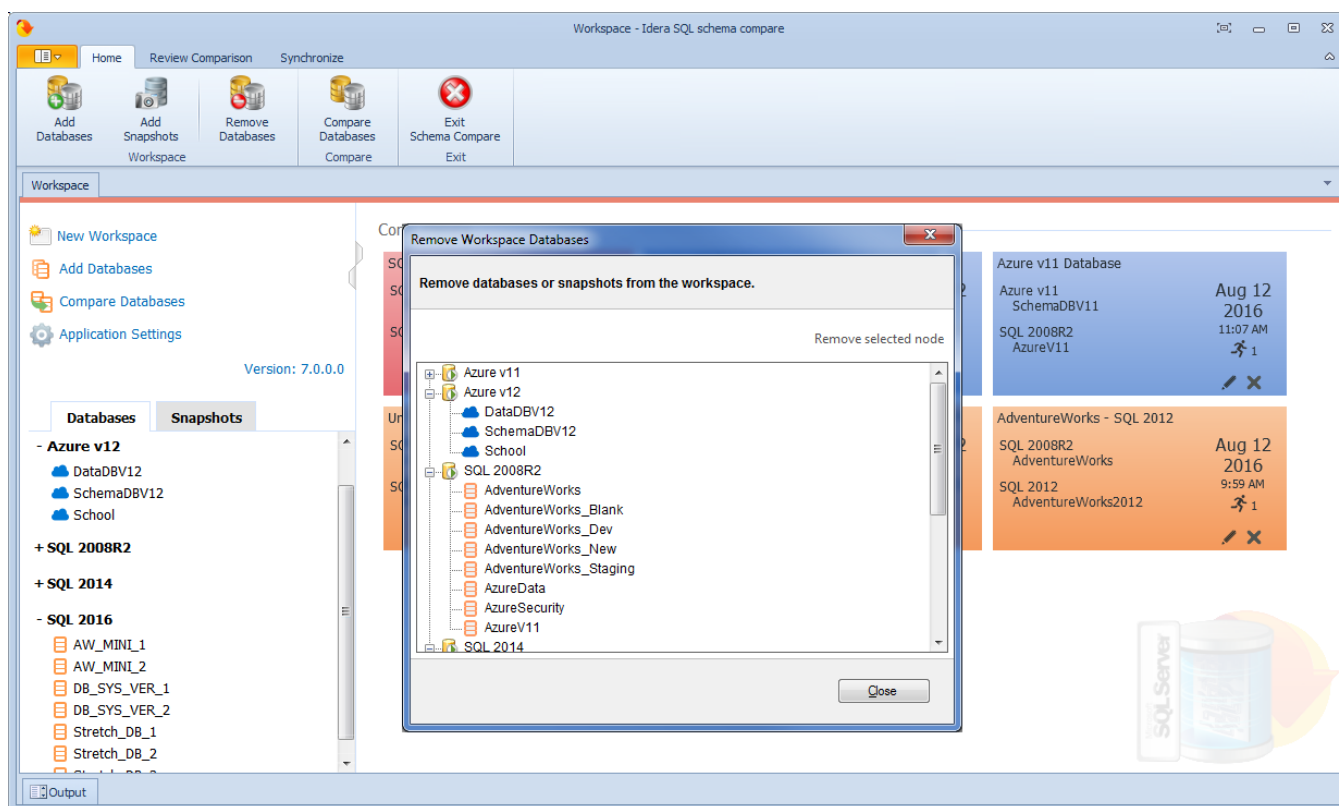 Workspace - Idera SQL schema compare
Home Review Comparison Synchronize
Add Databases
Add Snapshots
Remove Databases
Compare Databases
Exit Schema Compare
Workspace Compare Exit
Workspace
New Workspace
Add Databases
Compare Databases
Application Settings
Version: 7.0.0.0
Databases Snapshots
- Azure v12
DataDBV12
SchemaDBV12
School
+ SQL 2008R2
+ SQL 2014
- SQL 2016
AW_MINI_1
AW_MINI_2
DB_SYS_VER_1
DB_SYS_VER_2
Stretch_DB_1
Stretch_DB_2
Remove Workspace Databases
Remove databases or snapshots from the workspace.
Remove selected node
Azure v11
Azure v12
DataDBV12
SchemaDBV12
School
SQL 2008R2
AdventureWorks
AdventureWorks_Blank
AdventureWorks_Dev
AdventureWorks_New
AdventureWorks_Staging
AzureData
AzureSecurity
AzureV11
SQL 2014
Close
Azure v11 Database
Azure v11
SchemaDBV11
SQL 2008R2
AzureV11
Aug 12
2016
11:07 AM
1
AdventureWorks - SQL 2012
SQL 2008R2
AdventureWorks
SQL 2012
AdventureWorks2012
Aug 12
2016
9:59 AM
1
SQL Server
Output